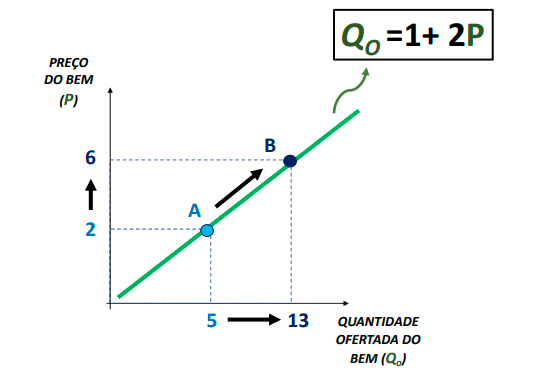 Qo =1+ 2P
PREÇO
DO BEM
(P)
6
B
A
2
5
13
QUANTIDADE
OFERTADA DO
BEM (Qo)